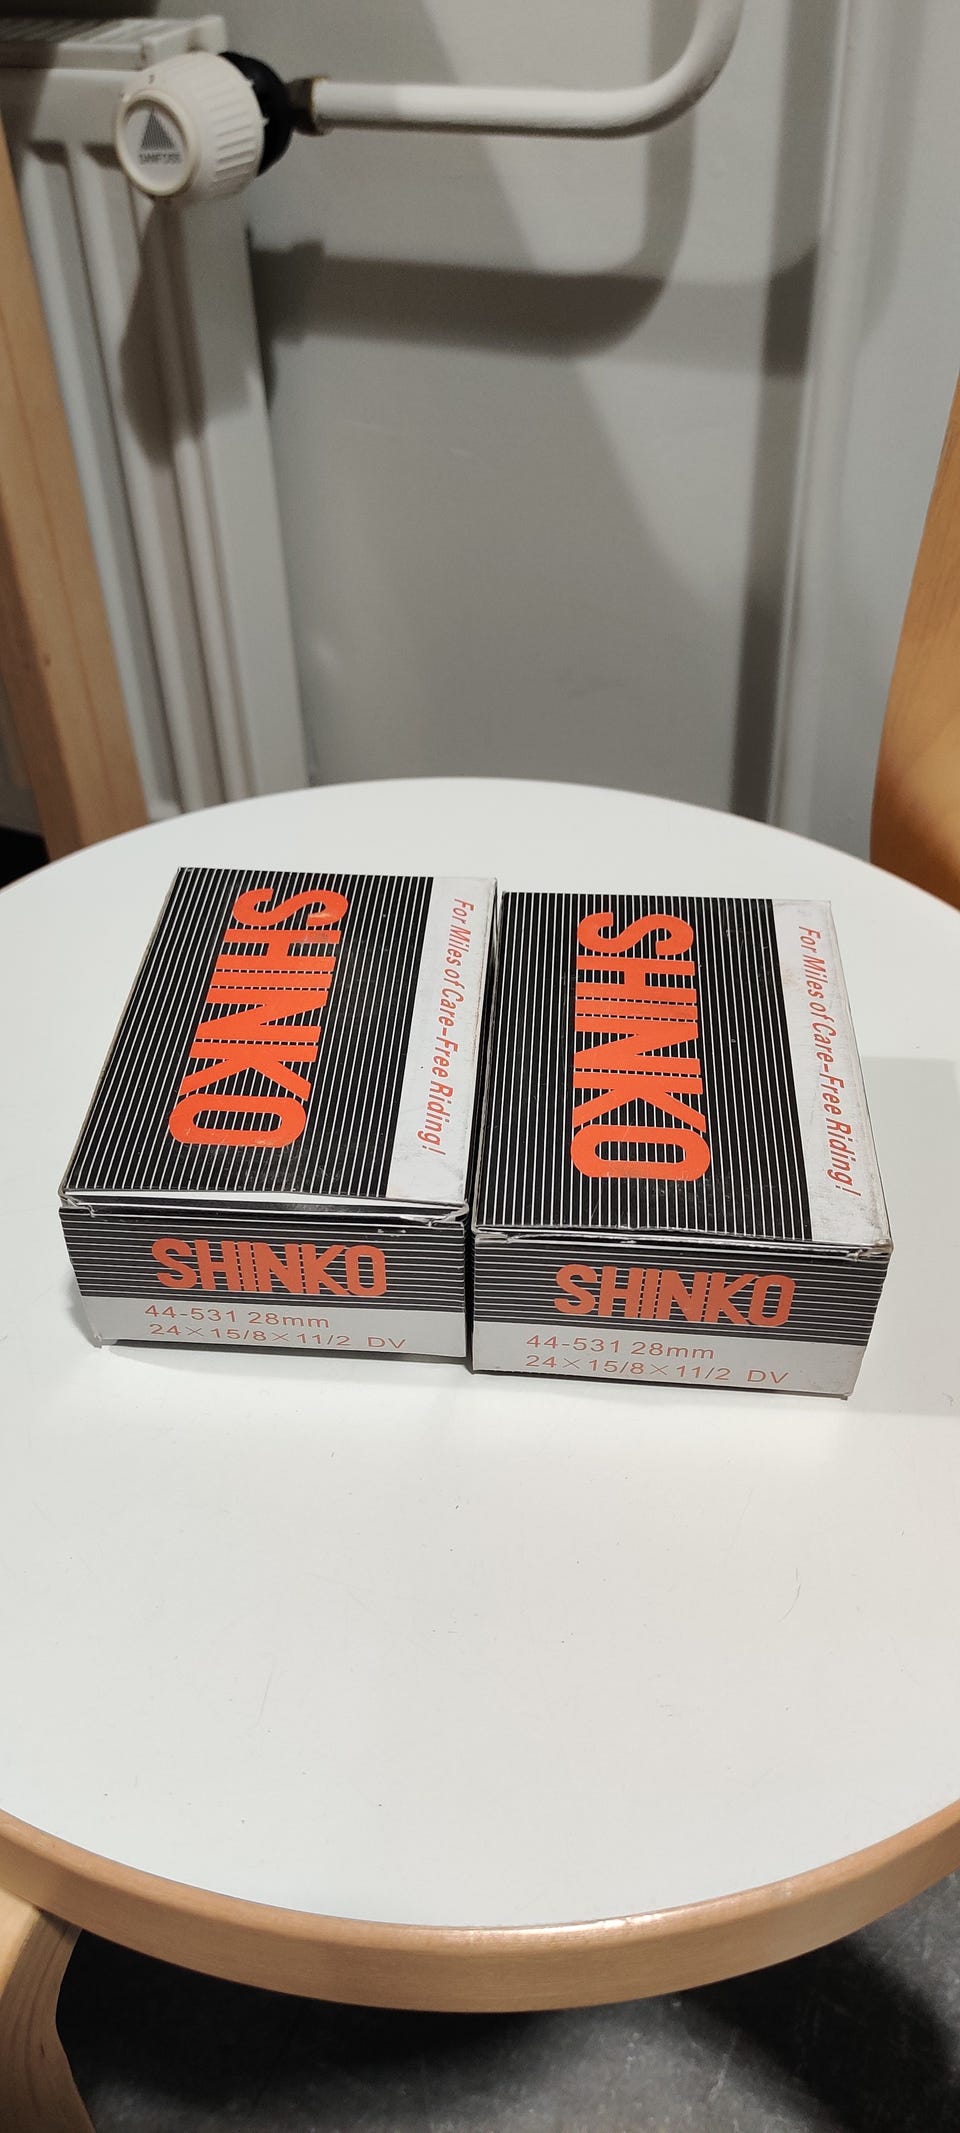 DANFOSS
SHINKO
For Miles of Care-Free Riding!
SHINKO
44-531 28mm
24×15/8×11/2 DV
SHINKO
For Miles of Care-Free Riding!
SHINKO
44-531 28mm
24×15/8×11/2 DV